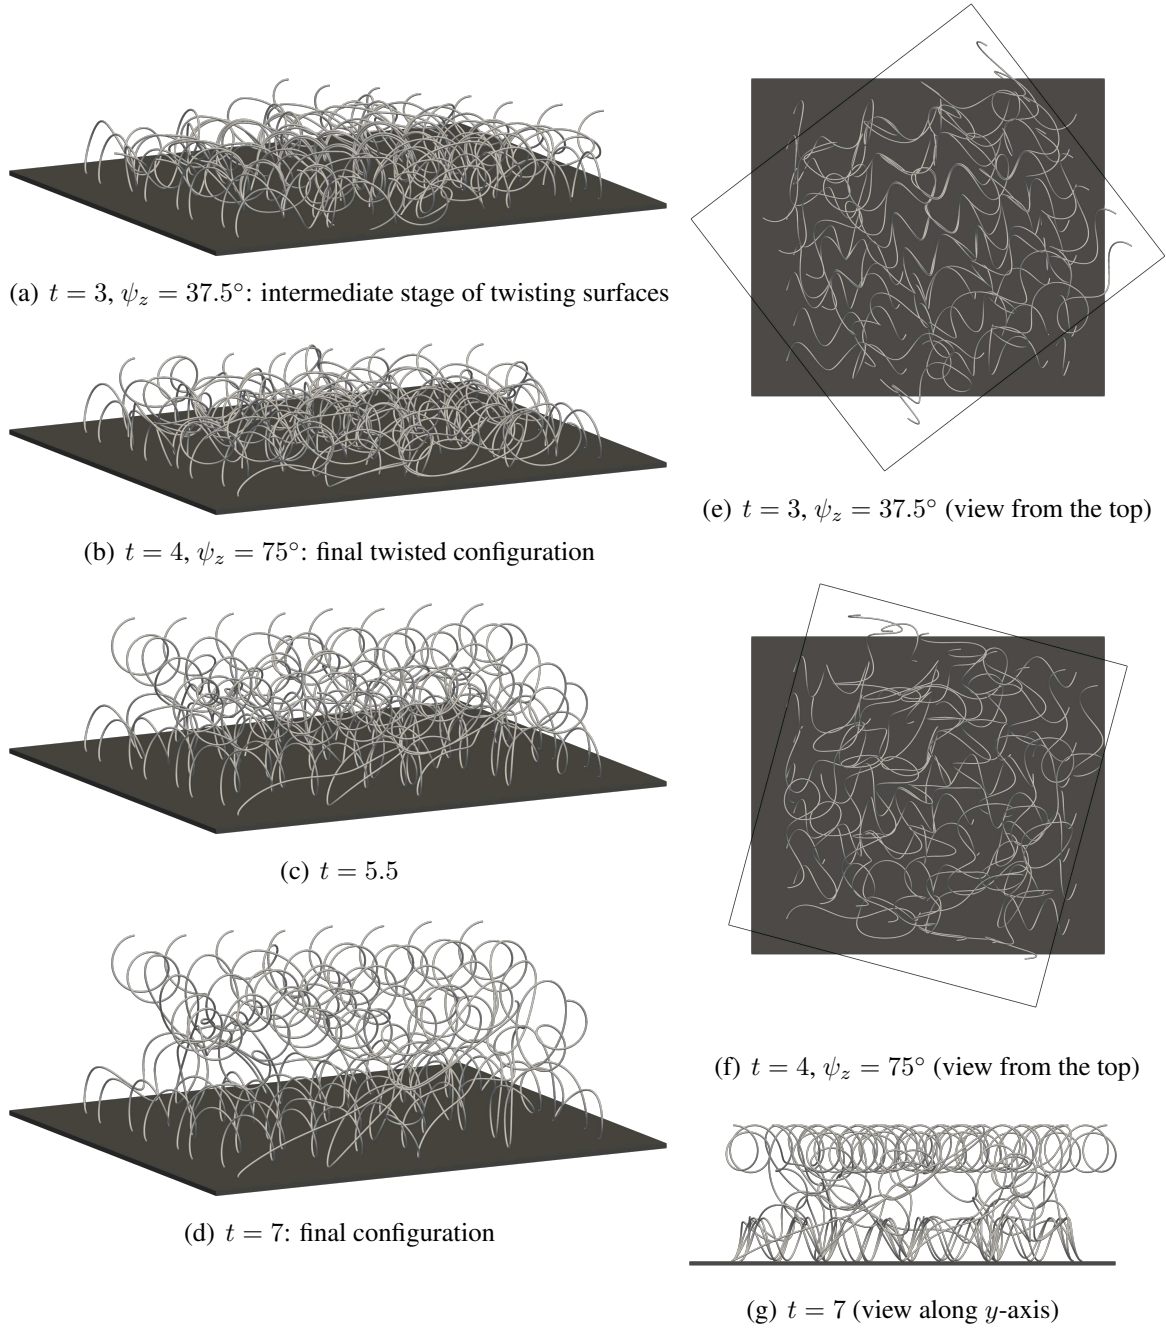 (a) t = 3, ψz = 37.5°: intermediate stage of twisting surfaces
(b) t = 4, ψz = 75°: final twisted configuration
(c) t = 5.5
(d) t = 7: final configuration
(e) t = 3, ψz = 37.5° (view from the top)
(f) t = 4, ψz = 75° (view from the top)
(g) t = 7 (view along y-axis)